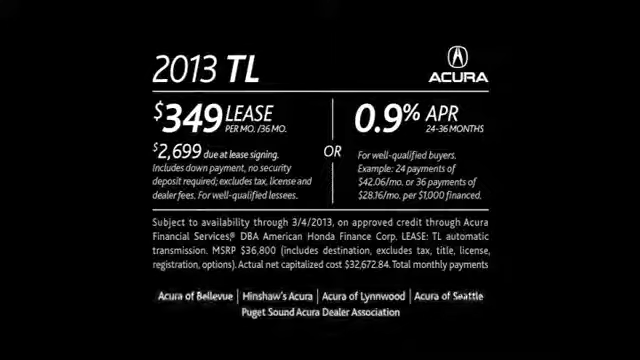 2013 TL
ACURA
$349 LEASE
PER MO. /36 MO.
$2,699 due at lease signing.
Includes down payment, no security
deposit required; excludes tax, license and
dealer fees. For well-qualified lessees.
OR
0.9% APR
24-36 MONTHS
For well-qualified buyers.
Example: 24 payments of
$42.06/mo. or 36 payments of
$28.16/mo. per $1,000 financed.
Subject to availability through 3/4/2013, on approved credit through Acura
Financial Services,® DBA American Honda Finance Corp. LEASE: TL automatic
transmission. MSRP $36,800 (includes destination, excludes tax, title, license,
registration, options). Actual net capitalized cost $32,672.84. Total monthly payments
Acura of Bellevue | Hinshaw's Acura | Acura of Lynnwood | Acura of Seattle
Puget Sound Acura Dealer Association